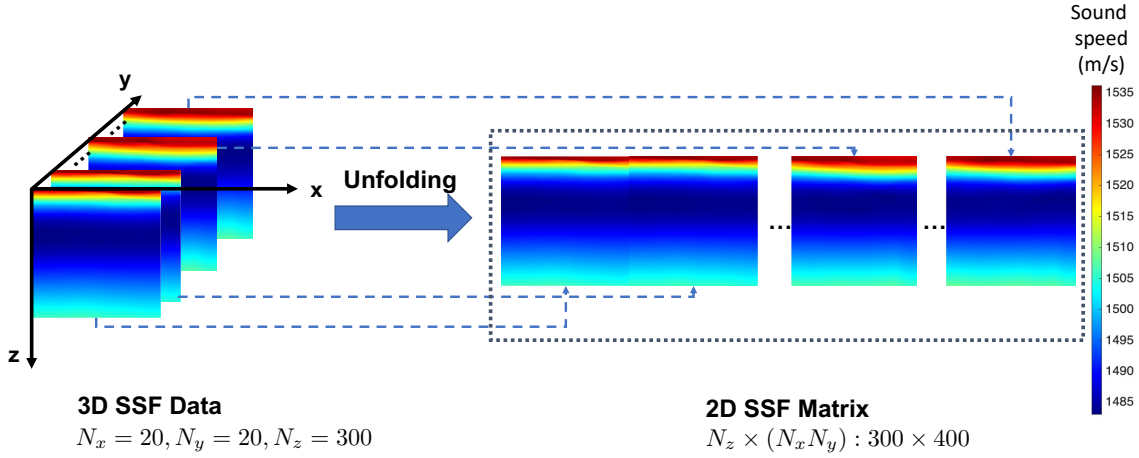 Sound
speed
(m/s)
y
x
z
Unfolding
...
...
1535
1530
1525
1520
1515
1510
1505
1500
1495
1490
1485
3D SSF Data
N_x = 20, N_y = 20, N_z = 300
2D SSF Matrix
N_z × (N_x N_y) : 300 × 400